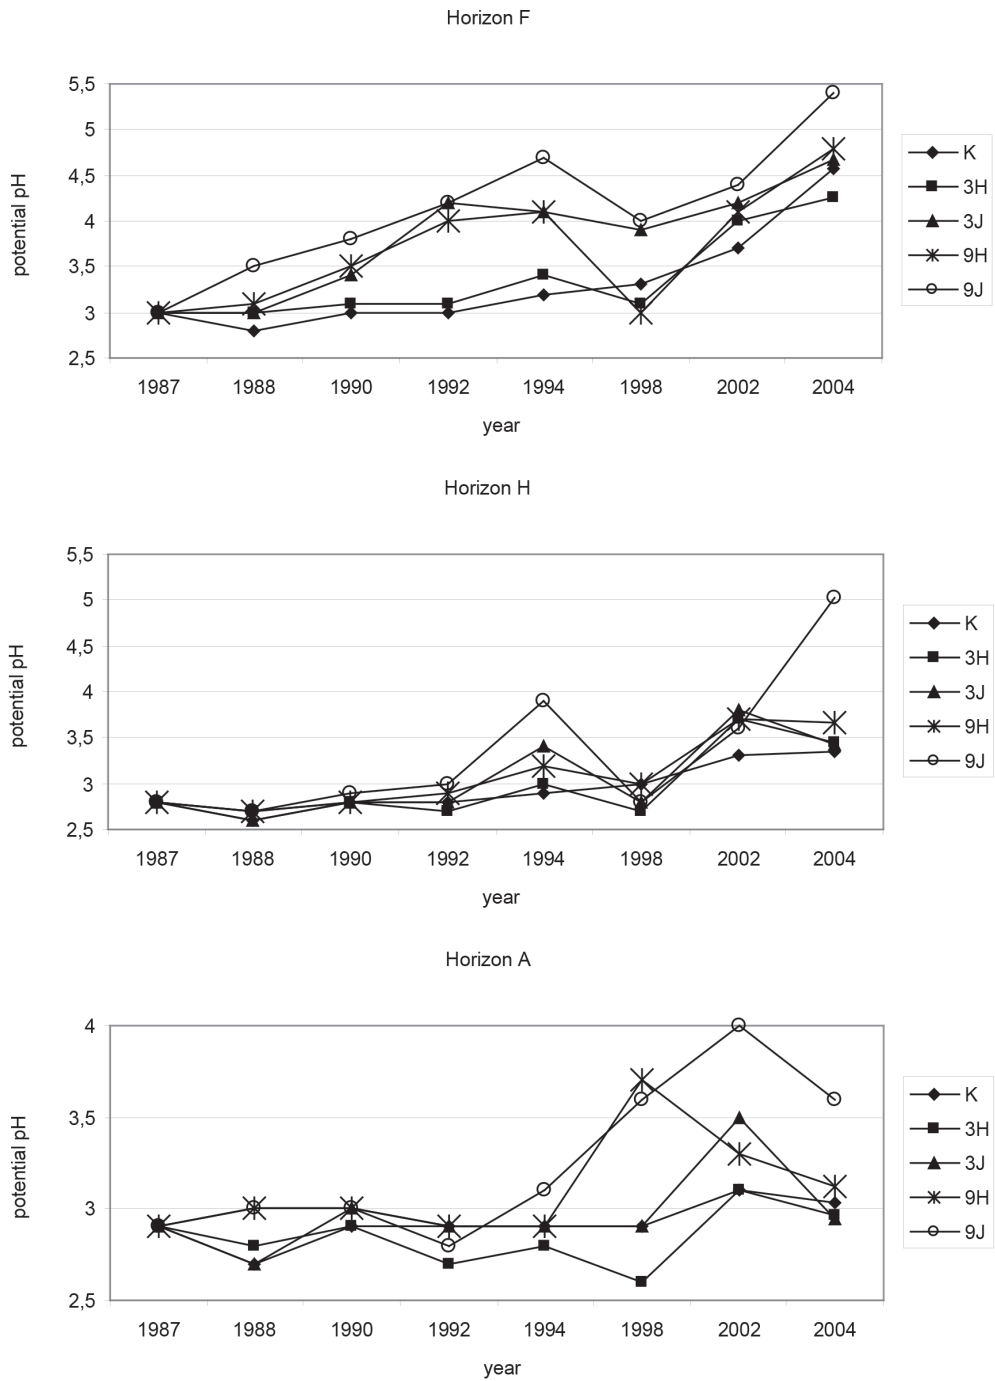 Horizon F
5,5
5
4,5
4
3,5
3
2,5
potential pH
1987 1988 1990 1992 1994 1998 2002 2004
year
K
3H
3J
9H
9J
Horizon H
5,5
5
4,5
4
3,5
3
2,5
potential pH
1987 1988 1990 1992 1994 1998 2002 2004
year
K
3H
3J
9H
9J
Horizon A
4
3,5
3
2,5
potential pH
1987 1988 1990 1992 1994 1998 2002 2004
year
K
3H
3J
9H
9J